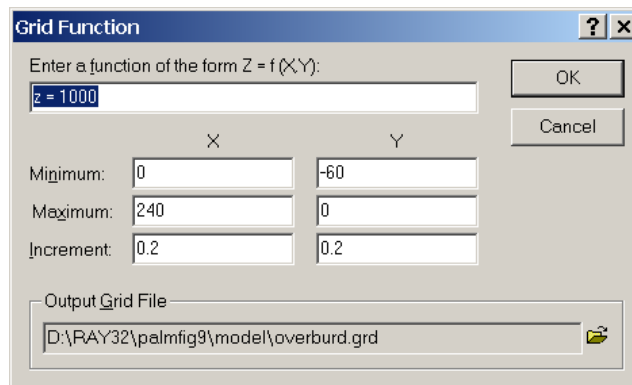 Grid Function ? ×
Enter a function of the form Z = f (X,Y):
z = 1000
OK
Cancel
X Y
Minimum: 0 -60
Maximum: 240 0
Increment: 0.2 0.2
Output Grid File
D:\RAY32\palmfig9\model\overburd.grd